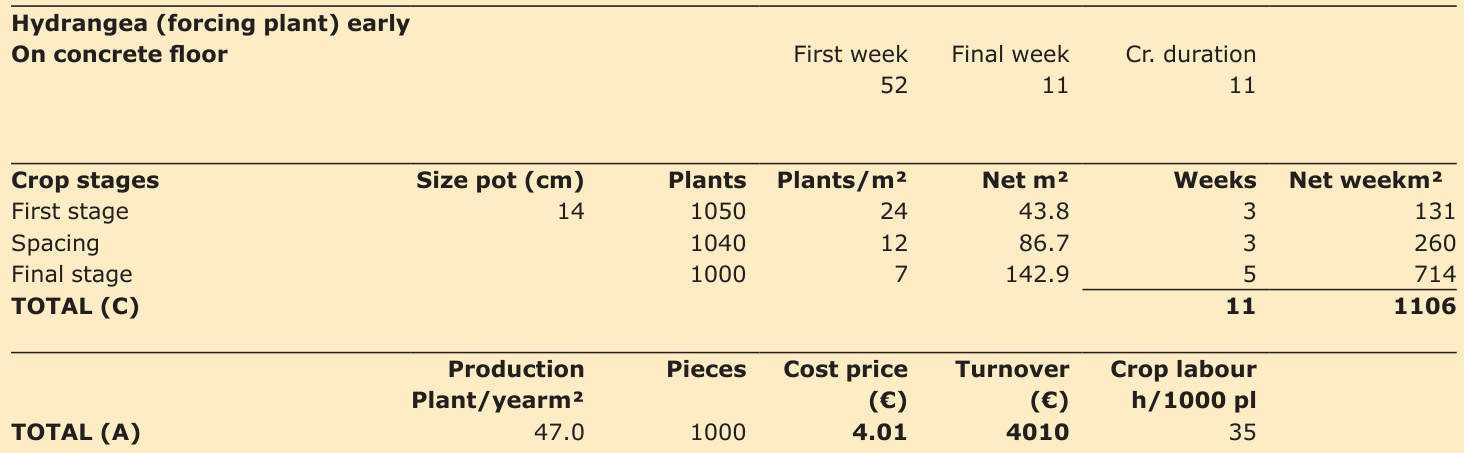 Hydrangea (forcing plant) early
On concrete floor First week Final week Cr. duration
52 11 11
Crop stages Size pot (cm) Plants Plants/m² Net m² Weeks Net weekm²
First stage 14 1050 24 43.8 3 131
Spacing 1040 12 86.7 3 260
Final stage 1000 7 142.9 5 714
TOTAL (C) 11 1106
Production Pieces Cost price Turnover Crop labour
Plant/yearm² (€) (€) h/1000 pl
TOTAL (A) 47.0 1000 4.01 4010 35